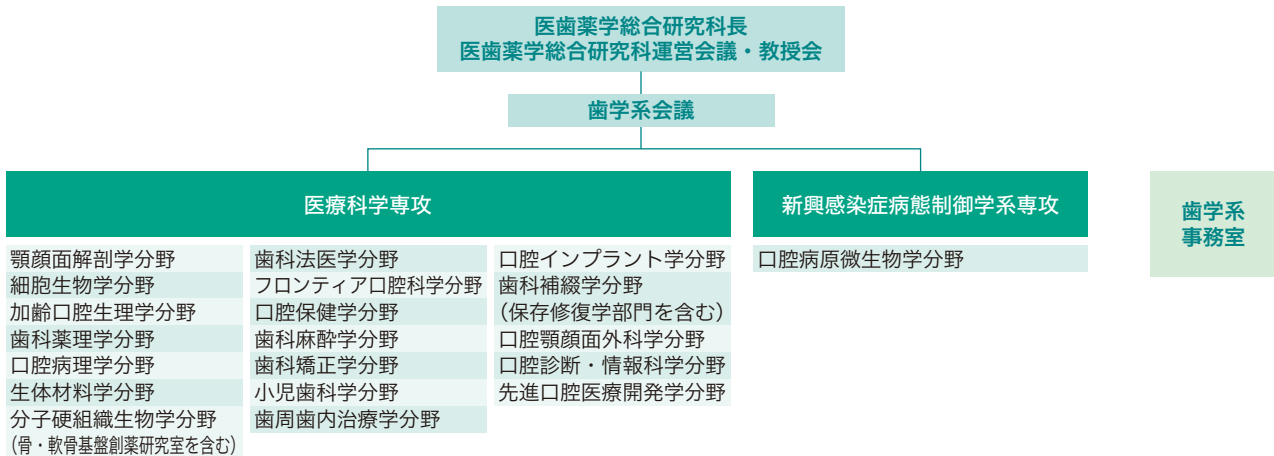 医歯薬学総合研究科長
医歯薬学総合研究科運営会議・教授会
歯学系会議
医療科学専攻
顎顔面解剖学分野
細胞生物学分野
加齢口腔生理学分野
歯科薬理学分野
口腔病理学分野
生体材料学分野
分子硬組織生物学分野
（骨・軟骨基盤創薬研究室を含む）
歯科法医学分野
フロンティア口腔科学分野
口腔保健学分野
歯科麻酔学分野
歯科矯正学分野
小児歯科学分野
歯周歯内治療学分野
口腔インプラント学分野
歯科補綴学分野
（保存修復学部門を含む）
口腔顎顔面外科学分野
口腔診断・情報科学分野
先進口腔医療開発学分野
新興感染症病態制御学系専攻
口腔病原微生物学分野
歯学系
事務室